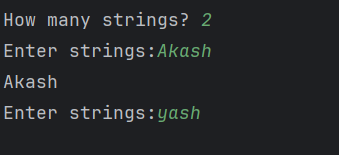 How many strings? 2
Enter strings:Akash
Akash
Enter strings:yash